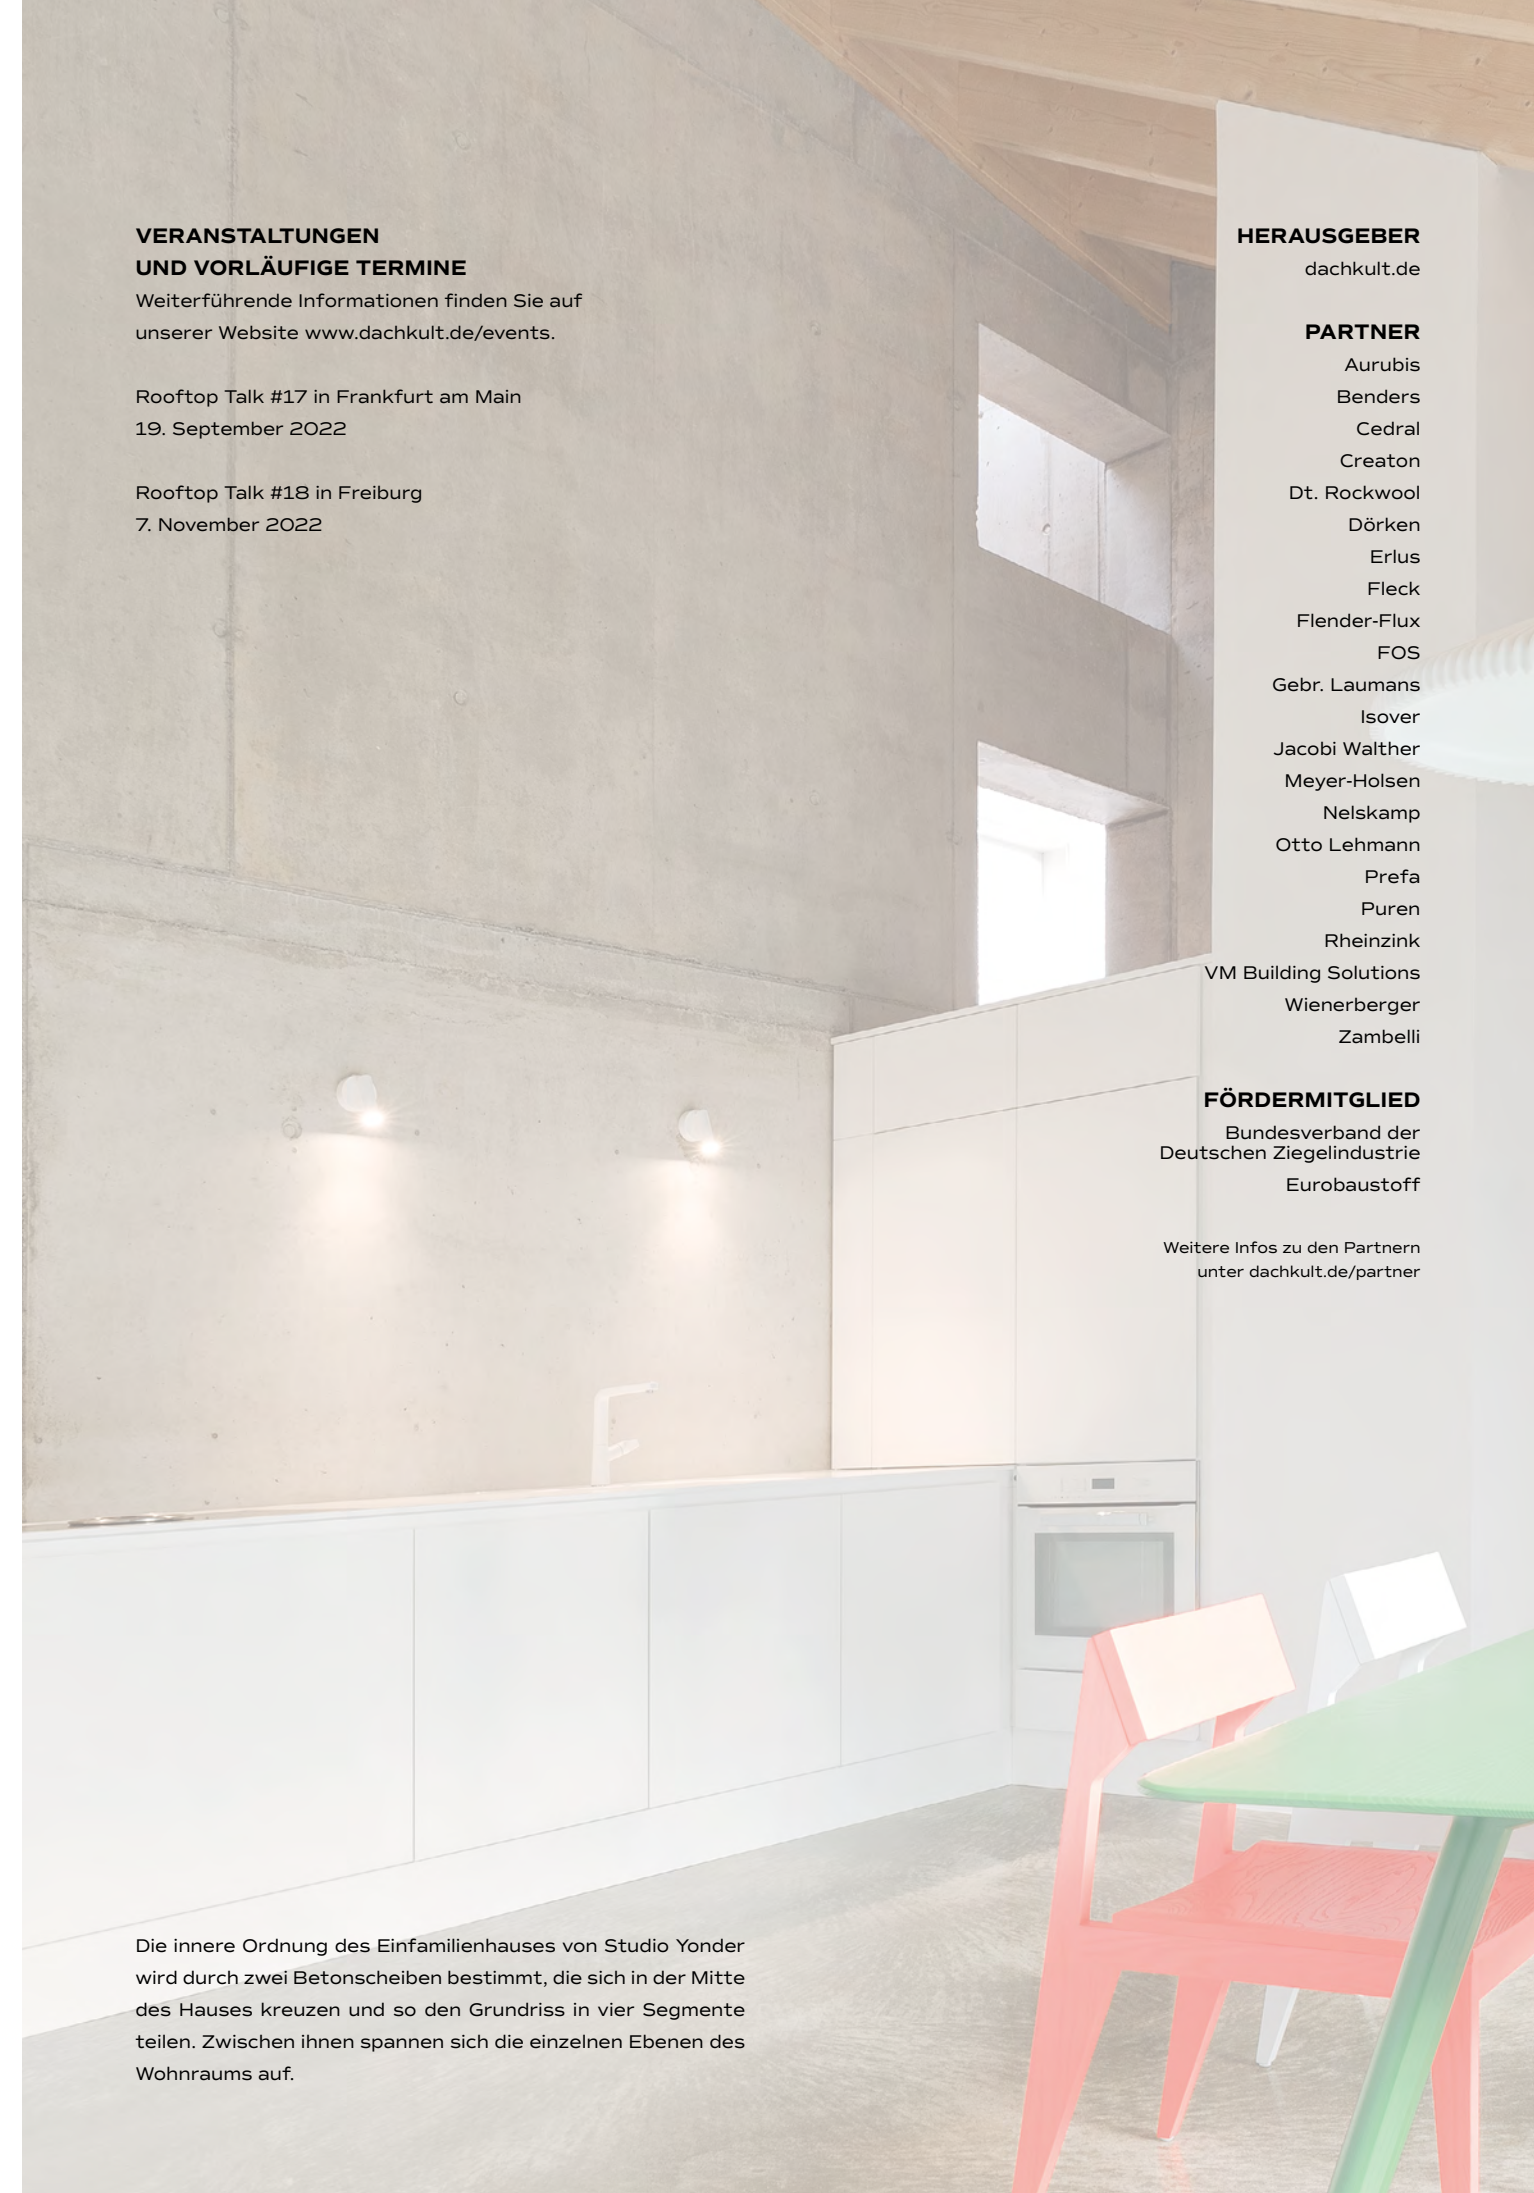 VERANSTALTUNGEN
UND VORLÄUFIGE TERMINE
Weiterführende Informationen finden Sie auf
unserer Website www.dachkult.de/events.
Rooftop Talk #17 in Frankfurt am Main
19. September 2022
Rooftop Talk #18 in Freiburg
7. November 2022
HERAUSGEBER
dachkult.de
PARTNER
Aurubis
Benders
Cedral
Creaton
Dt. Rockwool
Dörken
Erlus
Fleck
Flender-Flux
FOS
Gebr. Laumans
Isover
Jacobi Walther
Meyer-Holsen
Nelskamp
Otto Lehmann
Prefa
Puren
Rheinzink
VM Building Solutions
Wienerberger
Zambelli
FÖRDERMITGLIED
Bundesverband der
Deutschen Ziegelindustrie
Eurobaustoff
Weitere Infos zu den Partnern
unter dachkult.de/partner
Die innere Ordnung des Einfamilienhauses von Studio Yonder
wird durch zwei Betonscheiben bestimmt, die sich in der Mitte
des Hauses kreuzen und so den Grundriss in vier Segmente
teilen. Zwischen ihnen spannen sich die einzelnen Ebenen des
Wohnraums auf.